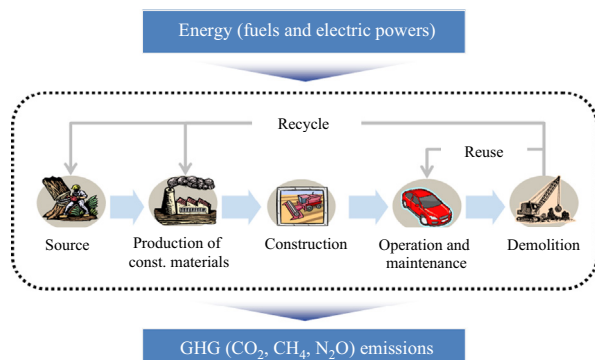 Energy (fuels and electric powers)
Recycle
Reuse
Source
Production of
const. materials
Construction
Operation and
maintenance
Demolition
GHG (CO₂, CH₄, N₂O) emissions